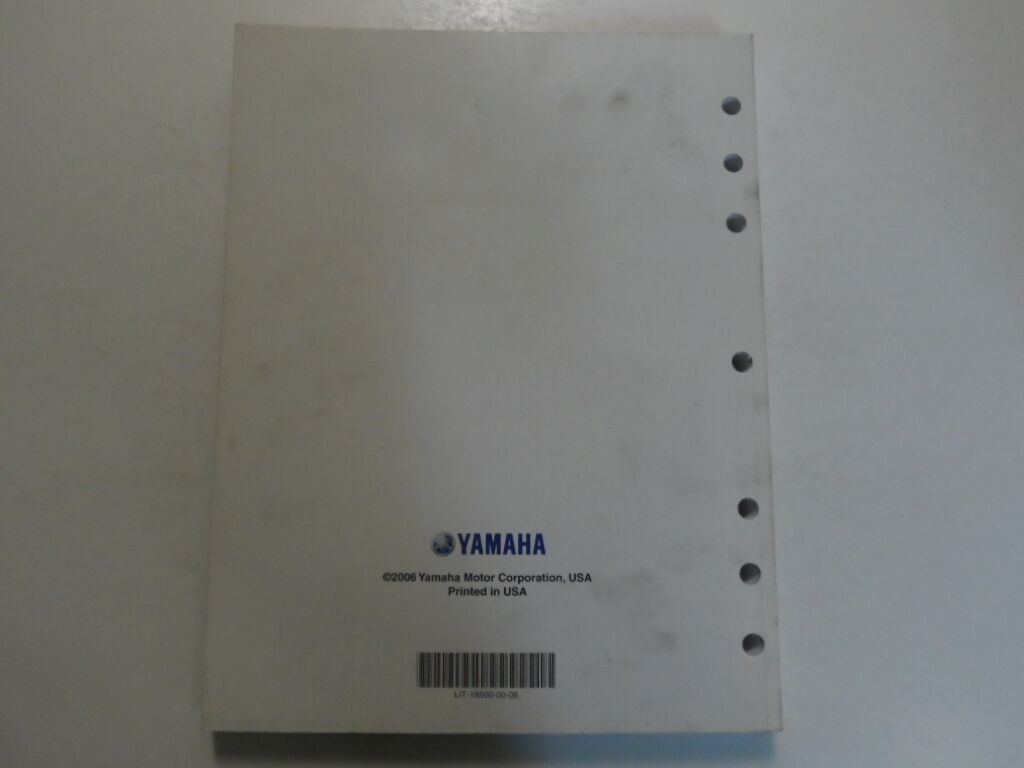 YAMAHA
©2006 Yamaha Motor Corporation, USA
Printed in USA
LIT-18500-00-06